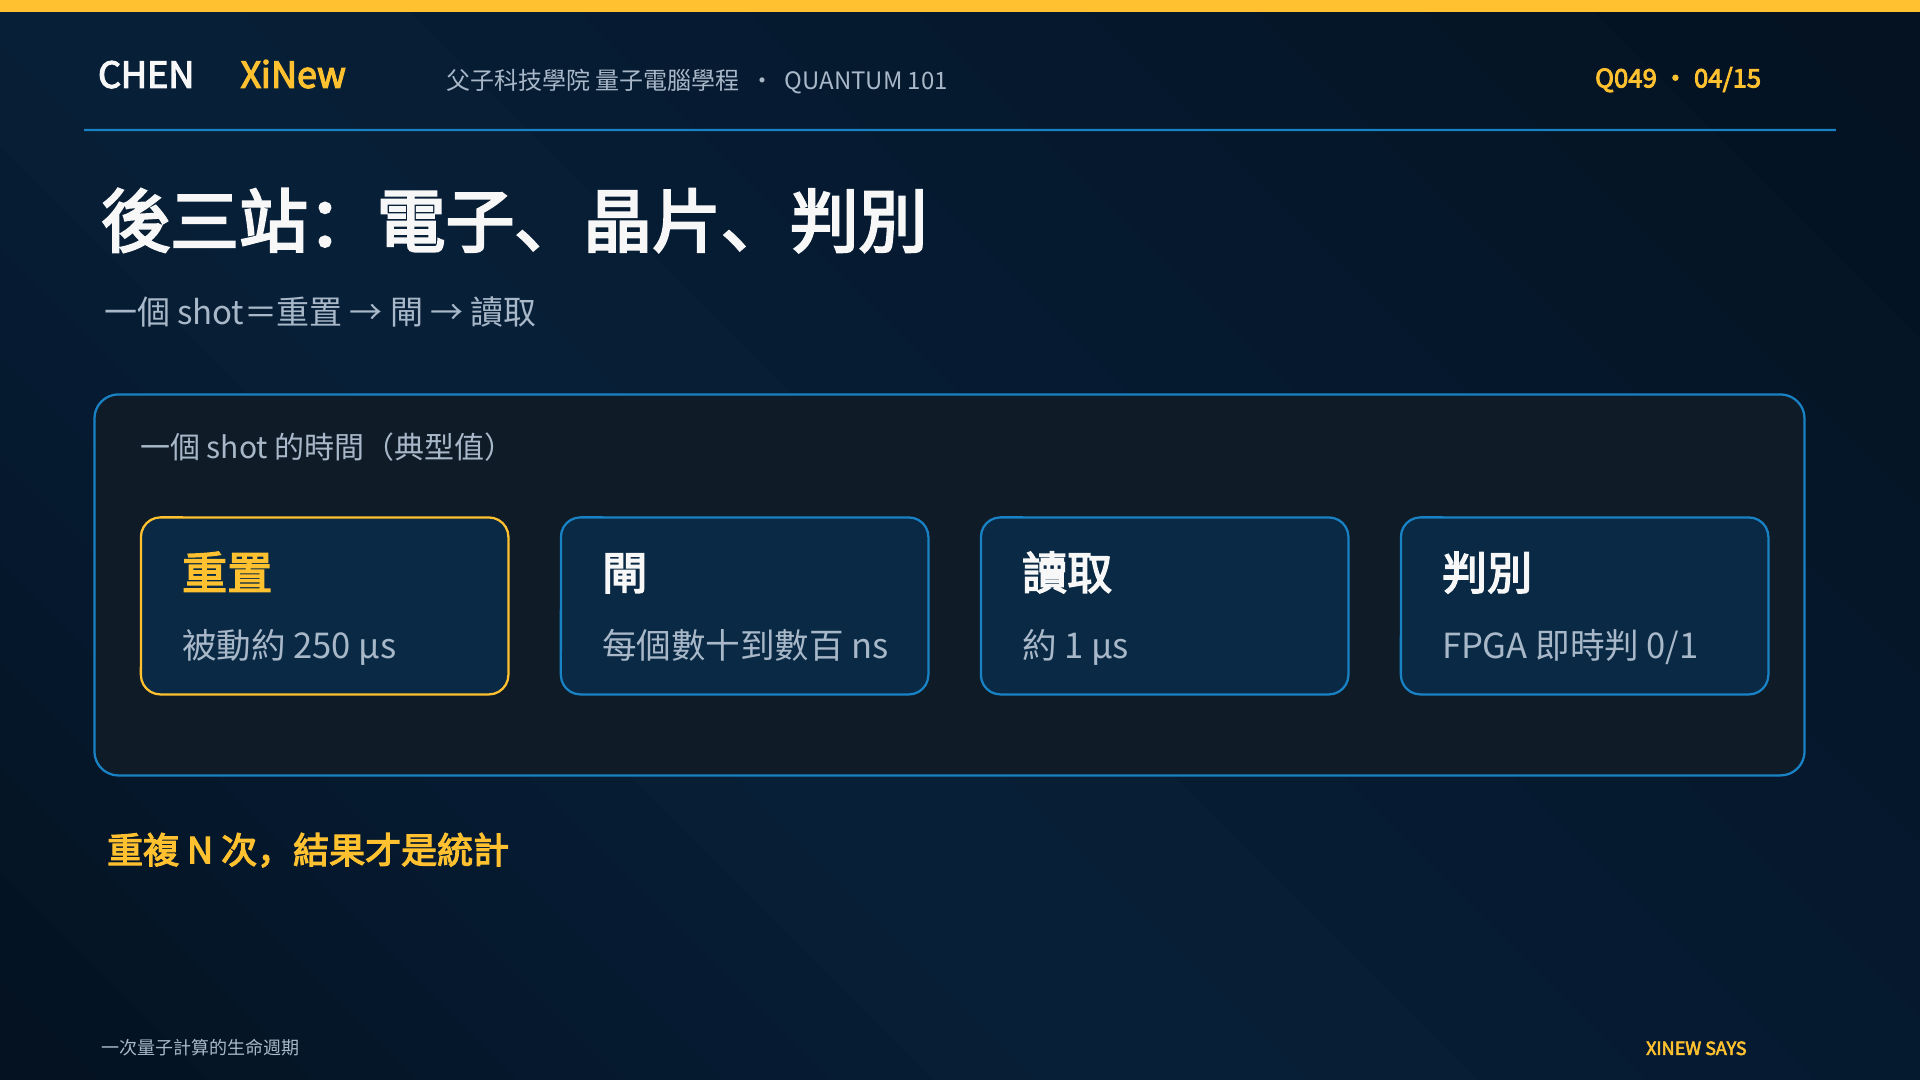 CHEN XiNew 父子科技學院 量子電腦學程 · QUANTUM 101 Q049 · 04/15
後三站：電子、晶片、判別
一個 shot＝重置 → 閘 → 讀取
一個 shot 的時間（典型值）
重置 閘 讀取 判別
被動約 250 µs 每個數十到數百 ns 約 1 µs FPGA 即時判 0/1
重複 N 次，結果才是統計
一次量子計算的生命週期 XINEW SAYS